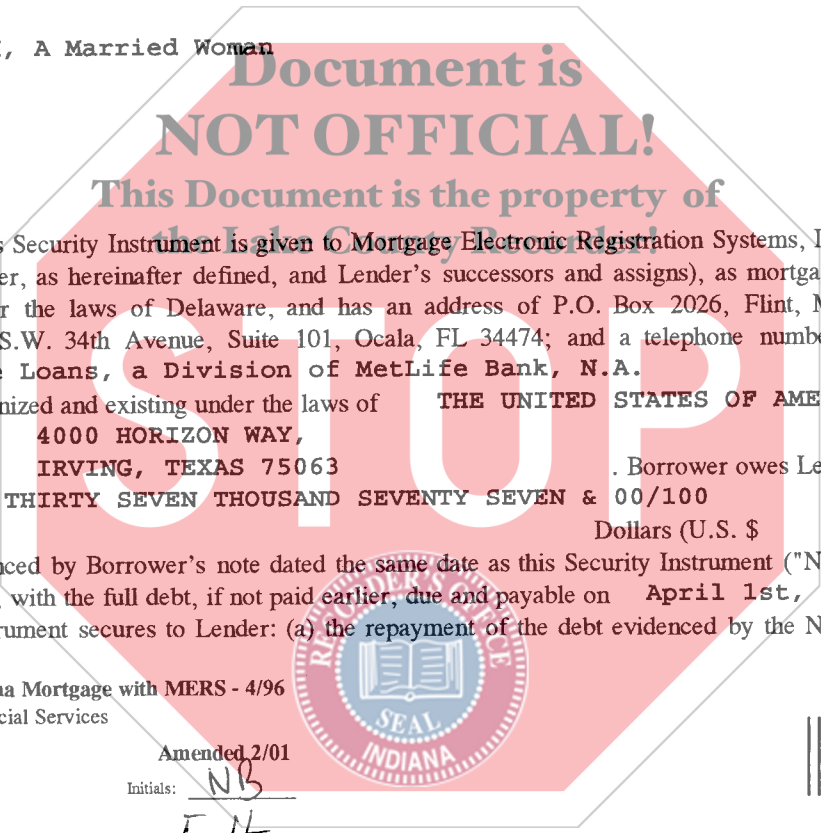 , A Married Woman
Document is
NOT OFFICIAL!
This Document is the property of
the Lake County Recorder!
Security Instrument is given to Mortgage Electronic Registration Systems,
er, as hereinafter defined, and Lender's successors and assigns), as mortga
r the laws of Delaware, and has an address of P.O. Box 2026, Flint, M
S.W. 34th Avenue, Suite 101, Ocala, FL 34474; and a telephone numbe
e Loans, a Division of MetLife Bank, N.A.
nized and existing under the laws of THE UNITED STATES OF AME
4000 HORIZON WAY,
IRVING, TEXAS 75063 . Borrower owes Le
THIRTY SEVEN THOUSAND SEVENTY SEVEN & 00/100
Dollars (U.S. $
nced by Borrower's note dated the same date as this Security Instrument ("N
, with the full debt, if not paid earlier, due and payable on April 1st,
rument secures to Lender: (a) the repayment of the debt evidenced by the N
STOP
RECORDER'S OFFICE
SEAL
INDIANA
na Mortgage with MERS - 4/96
cial Services
Amended 2/01
Initials: NB